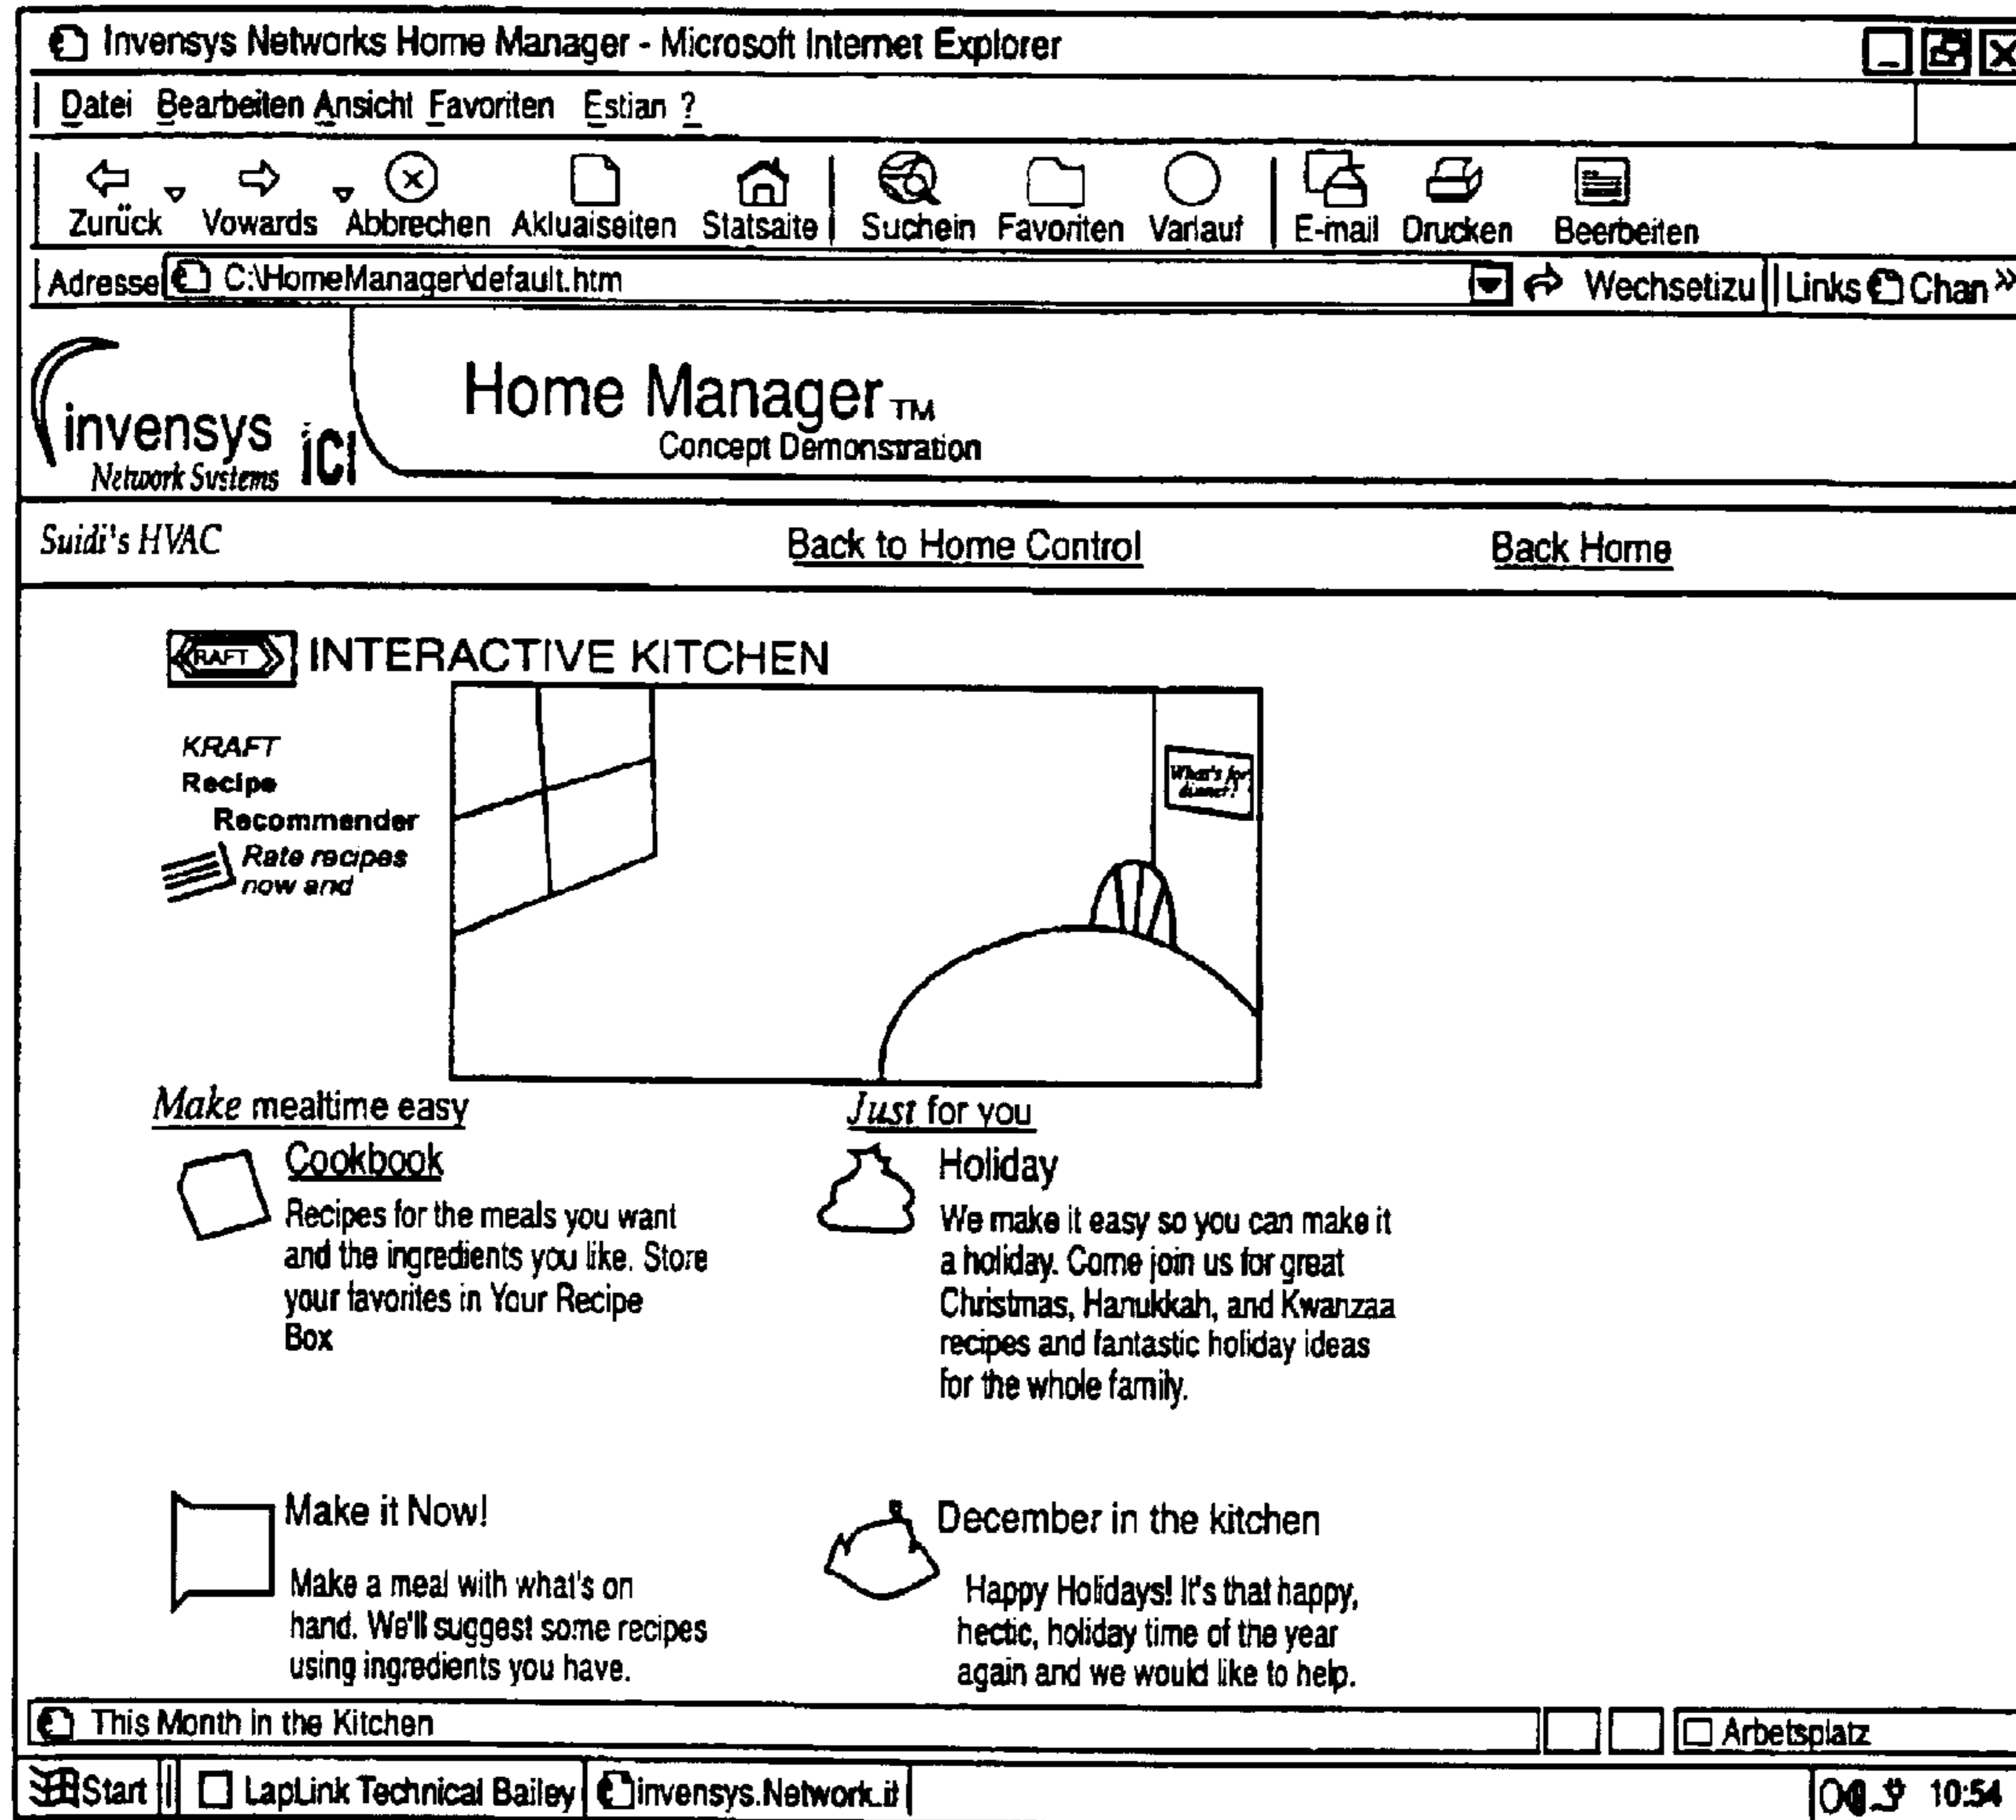 Invensys Networks Home Manager - Microsoft Internet Explorer
Datei Bearbeiten Ansicht Favoriten Estian ?
Zurück Vowards Abbrechen Akluaiseiten Statsaite Suchein Favoriten Varlauf E-mail Drucken Beerbeiten
Adresse C:\HomeManager\default.htm Wechsetizu Links Chan »
invensys
Network Systems
ici
Home Manager TM
Concept Demonstration
Suidi's HVAC Back to Home Control Back Home
KRAFT INTERACTIVE KITCHEN
KRAFT
Recipe
Recommender
Rate recipes
now and
What's for
dinner?
Make mealtime easy
Cookbook
Recipes for the meals you want
and the ingredients you like. Store
your favorites in Your Recipe
Box
Just for you
Holiday
We make it easy so you can make it
a holiday. Come join us for great
Christmas, Hanukkah, and Kwanzaa
recipes and fantastic holiday ideas
for the whole family.
Make it Now!
Make a meal with what's on
hand. We'll suggest some recipes
using ingredients you have.
December in the kitchen
Happy Holidays! It's that happy,
hectic, holiday time of the year
again and we would like to help.
This Month in the Kitchen Arbetsplatz
Start LapLink Technical Bailey invensys.Network.it 10:54